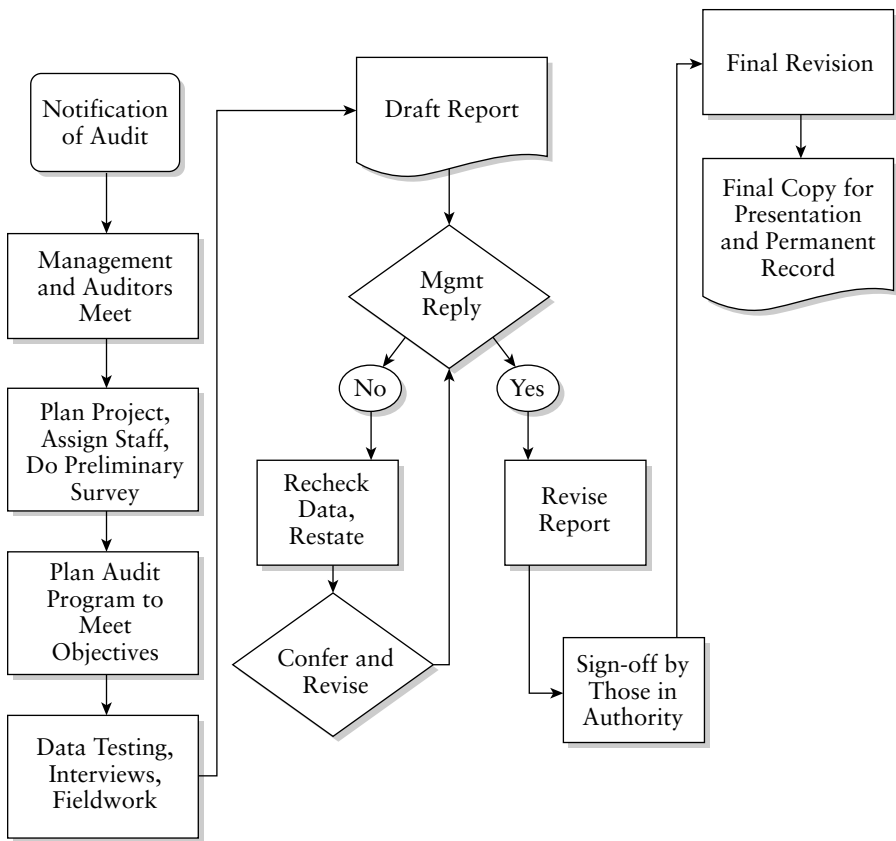 Notification
of Audit
Management
and Auditors
Meet
Plan Project,
Assign Staff,
Do Preliminary
Survey
Plan Audit
Program to
Meet
Objectives
Data Testing,
Interviews,
Fieldwork
Draft Report
Mgmt
Reply
No
Yes
Recheck
Data,
Restate
Confer and
Revise
Revise
Report
Sign-off by
Those in
Authority
Final Revision
Final Copy for
Presentation
and Permanent
Record